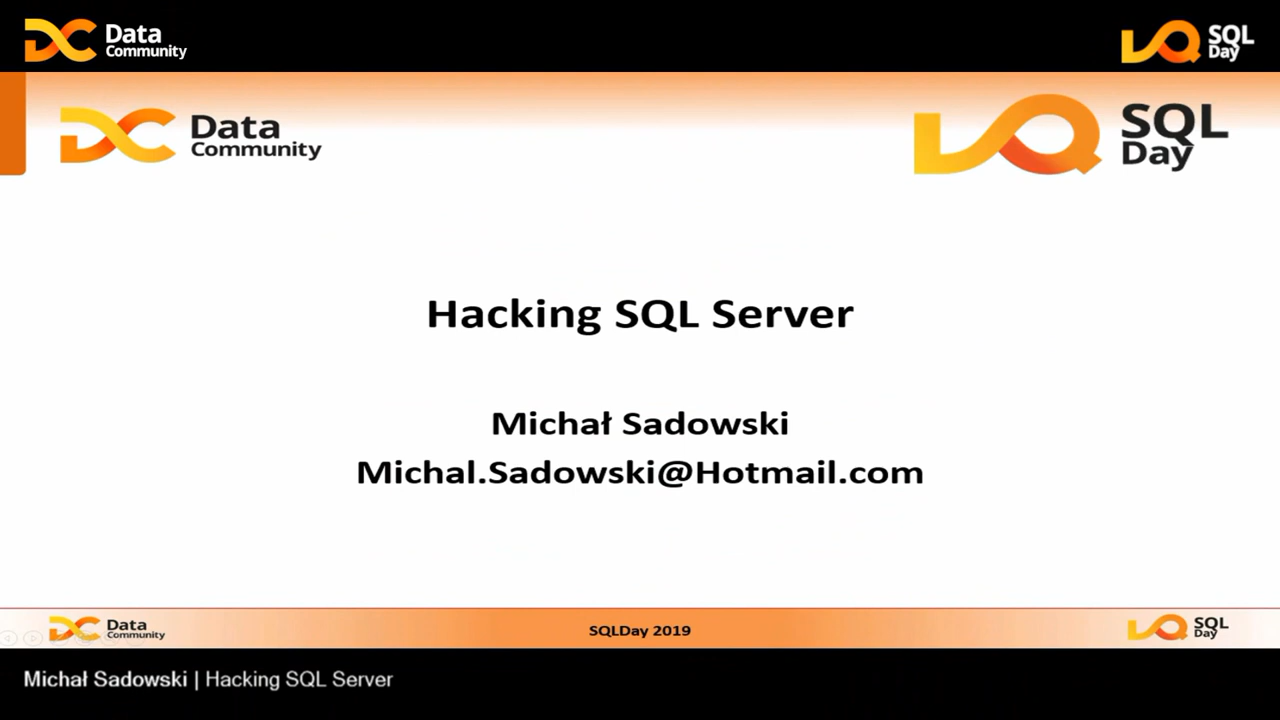 Data
Community
SQL
Day
Data
Community
SQL
Day
Hacking SQL Server
Michał Sadowski
Michal.Sadowski@Hotmail.com
Data
Community
SQLDay 2019
SQL
Day
Michał Sadowski | Hacking SQL Server